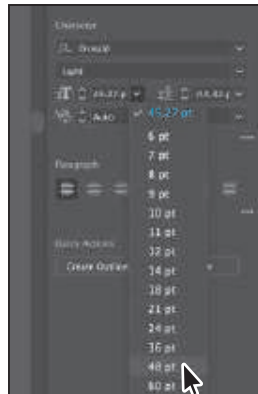 Character
Light
Auto
45.27 pt
6 pt
7 pt
8 pt
9 pt
10 pt
11 pt
12 pt
14 pt
18 pt
21 pt
24 pt
36 pt
48 pt
60 pt
Paragraph
Quick Actions
Create Outlin